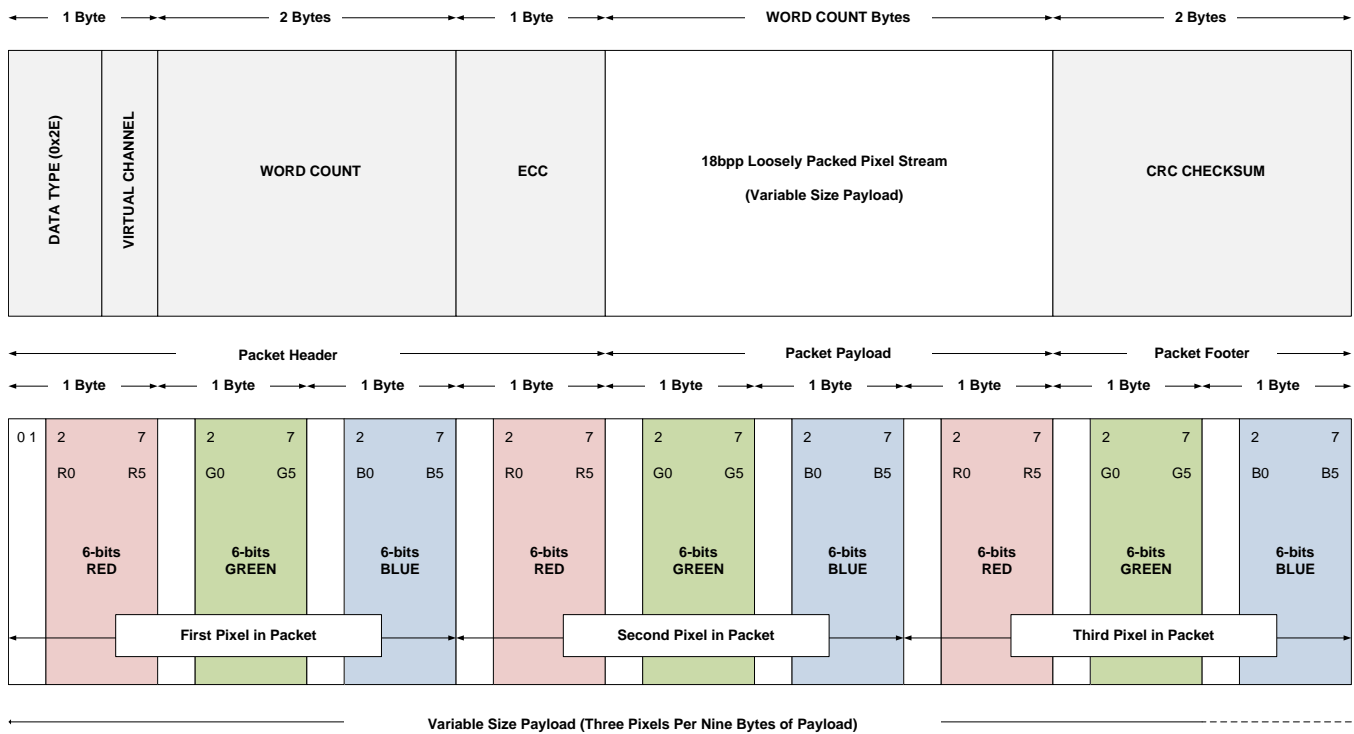 1 Byte 2 Bytes 1 Byte WORD COUNT Bytes 2 Bytes
DATA TYPE (0x2E)
VIRTUAL CHANNEL
WORD COUNT
ECC
18bpp Loosely Packed Pixel Stream
(Variable Size Payload)
CRC CHECKSUM
Packet Header Packet Payload Packet Footer
1 Byte 1 Byte 1 Byte 1 Byte 1 Byte 1 Byte 1 Byte 1 Byte 1 Byte
0 1 2 7 2 7 2 7 2 7 2 7 2 7 2 7 2 7 2 7
R0 R5 G0 G5 B0 B5 R0 R5 G0 G5 B0 B5 R0 R5 G0 G5 B0 B5
6-bits 6-bits 6-bits 6-bits 6-bits 6-bits 6-bits 6-bits 6-bits
RED GREEN BLUE RED GREEN BLUE RED GREEN BLUE
First Pixel in Packet Second Pixel in Packet Third Pixel in Packet
Variable Size Payload (Three Pixels Per Nine Bytes of Payload)